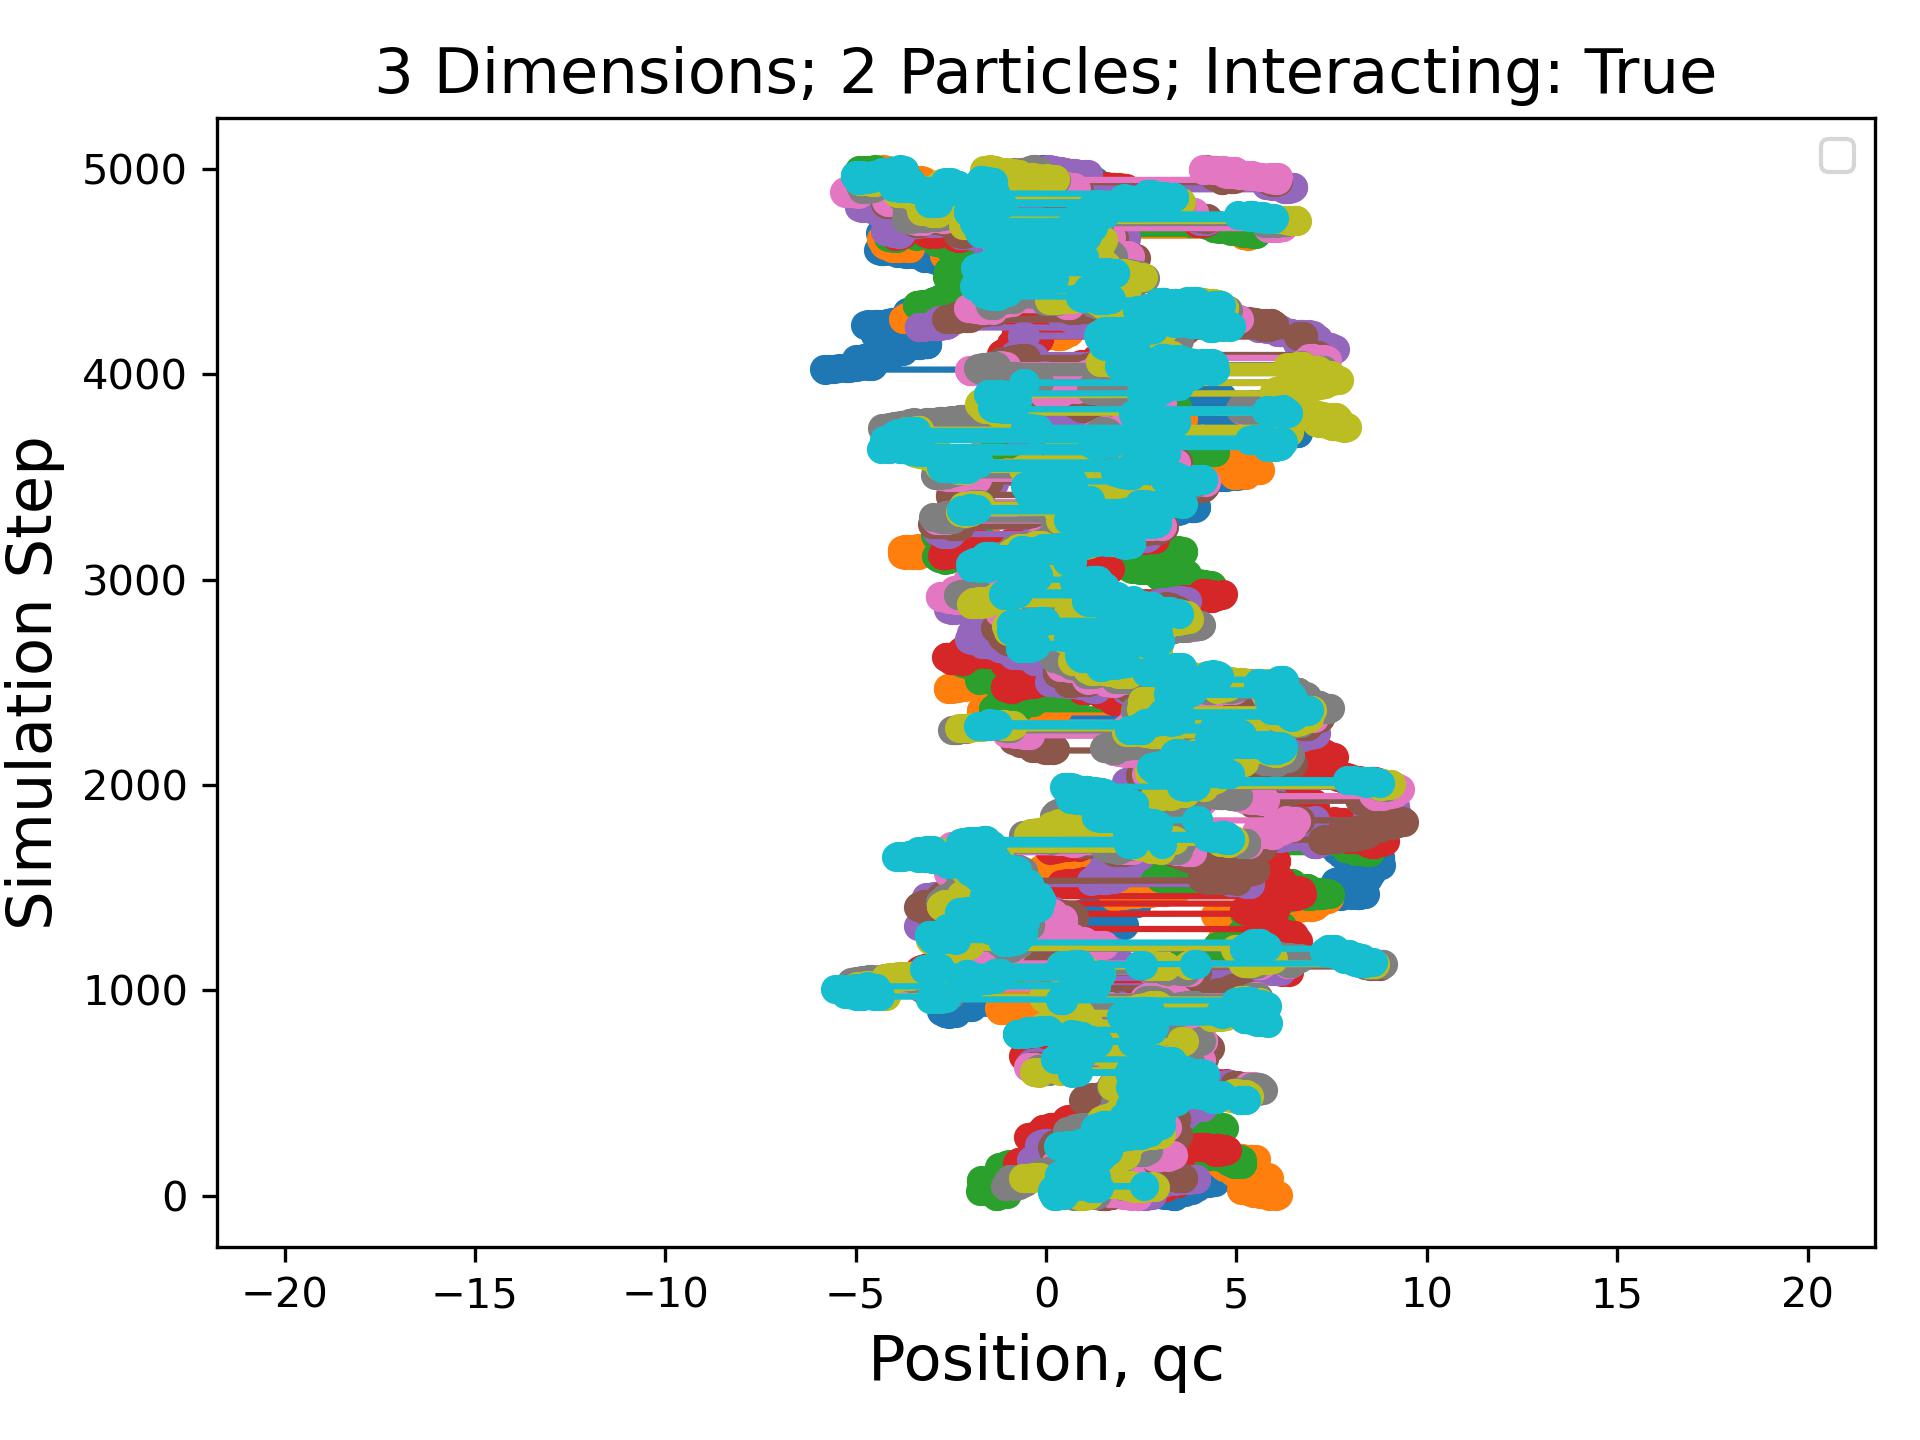 3 Dimensions; 2 Particles; Interacting: True
5000
4000
3000
2000
1000
0
Simulation Step
−20 −15 −10 −5 0 5 10 15 20
Position, qc